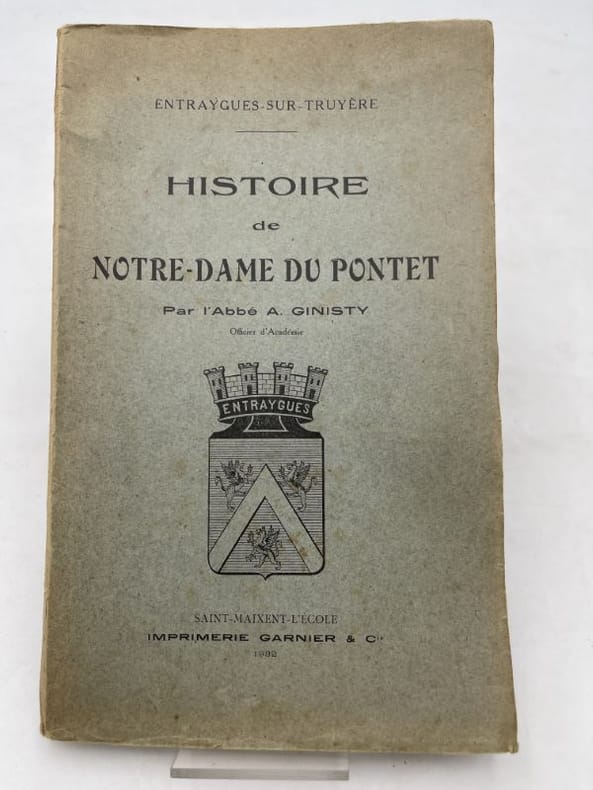 ENTRAYGUES-SUR-TRUYÈRE
HISTOIRE
de
NOTRE-DAME DU PONTET
Par l'Abbé A. GINISTY
Officier d'Académie
ENTRAYGUES
SAINT-MAIXENT-L'ÉCOLE
IMPRIMERIE GARNIER & Cie
1932